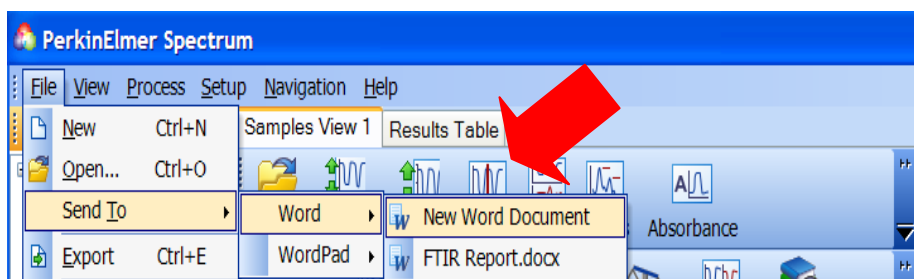 PerkinElmer Spectrum
File View Process Setup Navigation Help
New Ctrl+N Samples View 1 Results Table
Open... Ctrl+O
Send To Word New Word Document Absorbance
Export Ctrl+E WordPad FTIR Report.docx